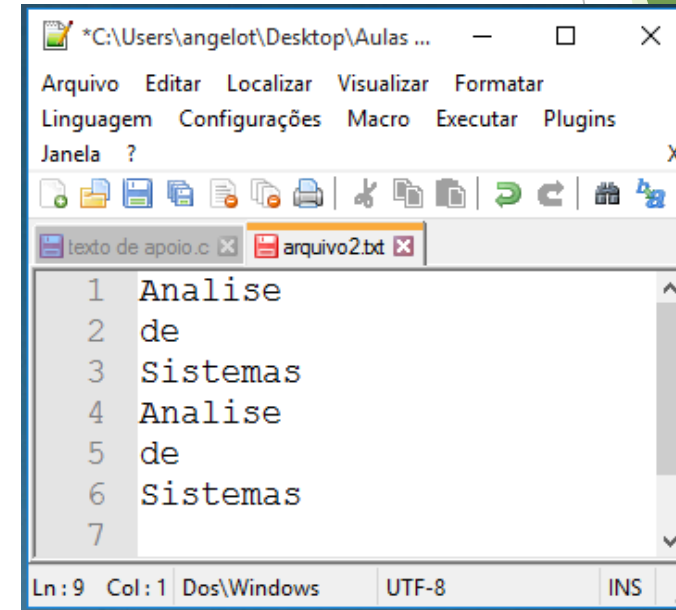 *C:\Users\angelot\Desktop\Aulas ...
Arquivo Editar Localizar Visualizar Formatar
Linguagem Configurações Macro Executar Plugins
Janela ? X
texto de apoio.c arquivo2.txt
1 Analise
2 de
3 Sistemas
4 Analise
5 de
6 Sistemas
7
Ln : 9 Col : 1 Dos\Windows UTF-8 INS